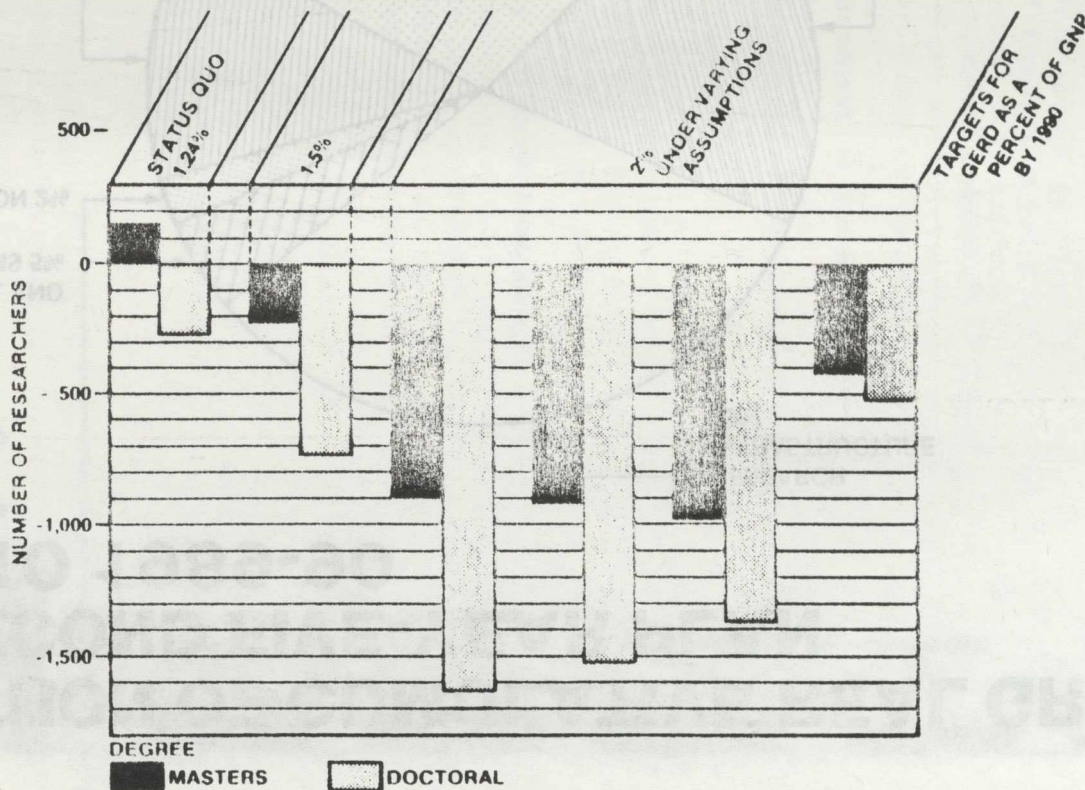 STATUS QUO
1.24%
1.5%
2%
UNDER VARYING
ASSUMPTIONS
TARGETS FOR
GERD AS A
PERCENT OF GNP
BY 1990
NUMBER OF RESEARCHERS
500
0
- 500
-1,000
-1,500
DEGREE
MASTERS
DOCTORAL